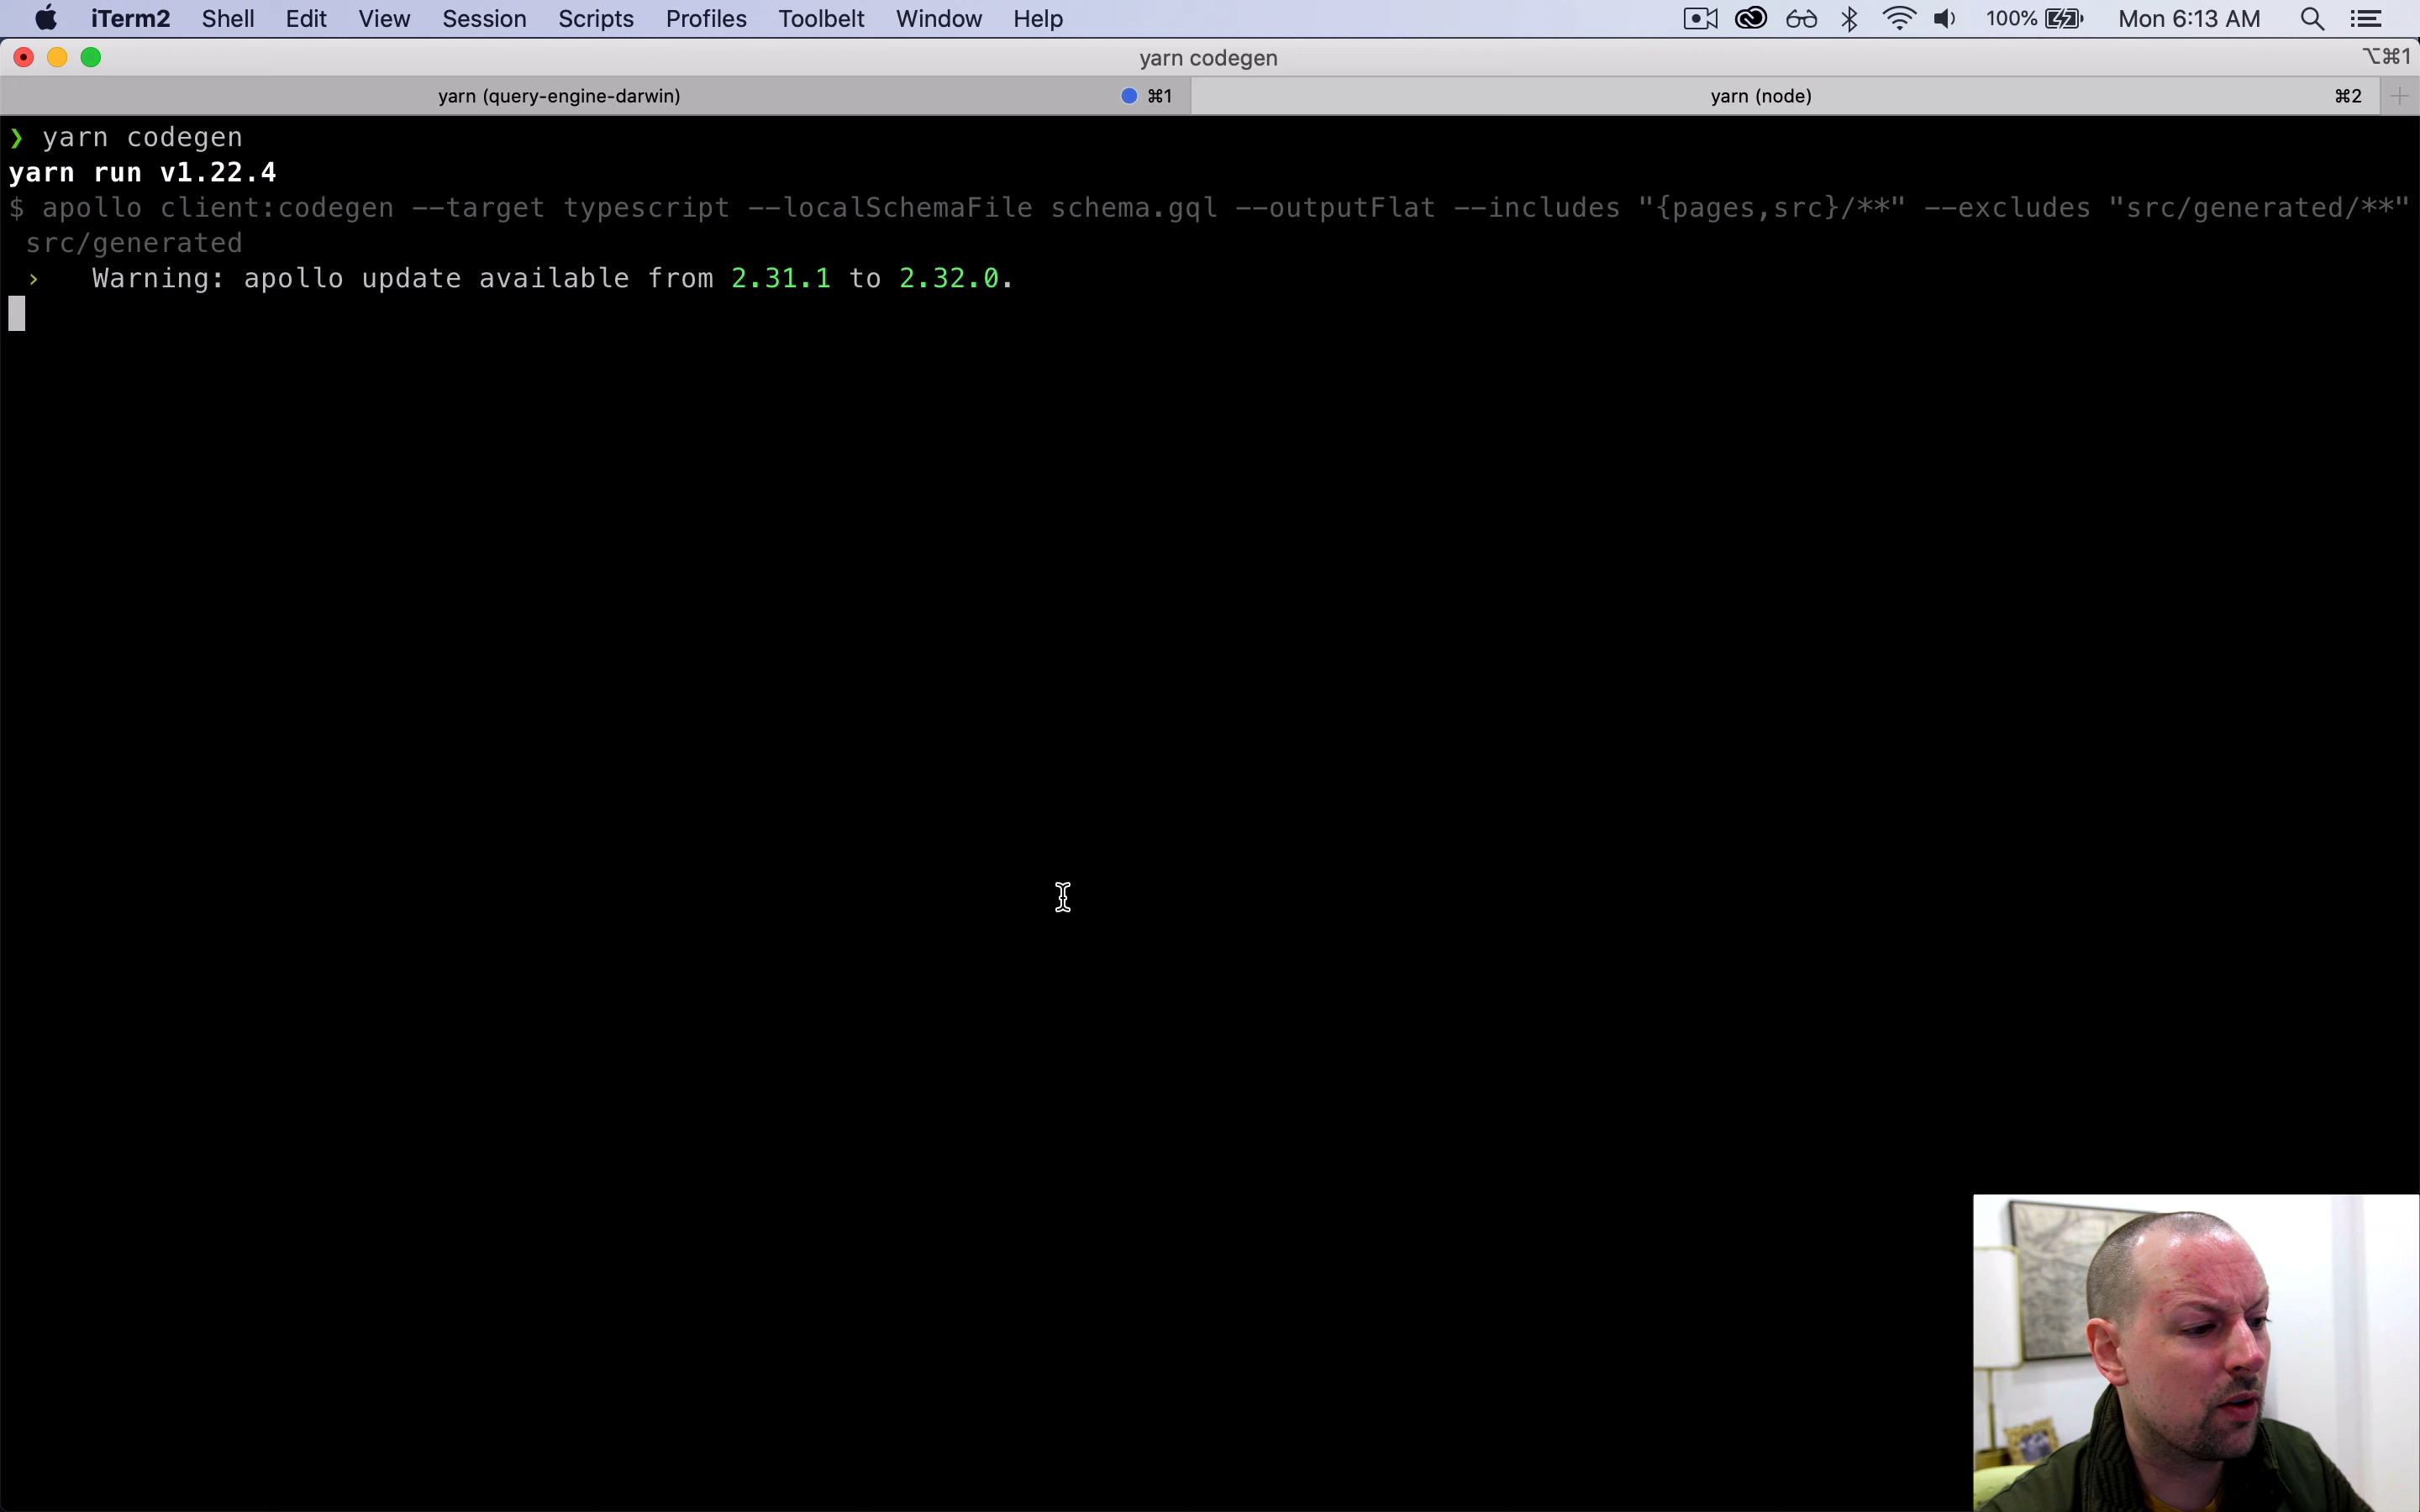 iTerm2 Shell Edit View Session Scripts Profiles Toolbelt Window Help 100% Mon 6:13 AM
yarn codegen ⌥⌘1
yarn (query-engine-darwin) ⌘1 yarn (node) ⌘2
❯ yarn codegen
yarn run v1.22.4
$ apollo client:codegen --target typescript --localSchemaFile schema.gql --outputFlat --includes "{pages,src}/**" --excludes "src/generated/**"
src/generated
› Warning: apollo update available from 2.31.1 to 2.32.0.